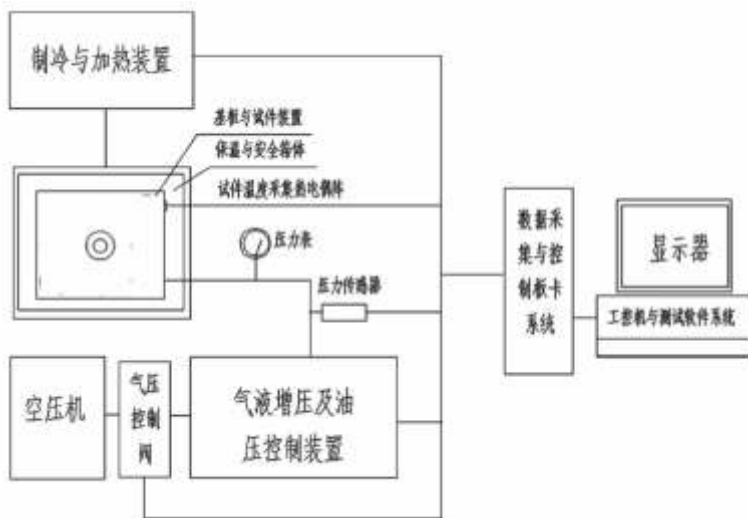 制冷与加热装置
基板与试件装置
保温与安全箱体
试件温度采集热电偶阵
压力表
压力传感器
数据采
集与控
制板卡
系统
显示器
工控机与测试软件系统
空压机
气压
控制
阀
气液增压及油
压控制装置